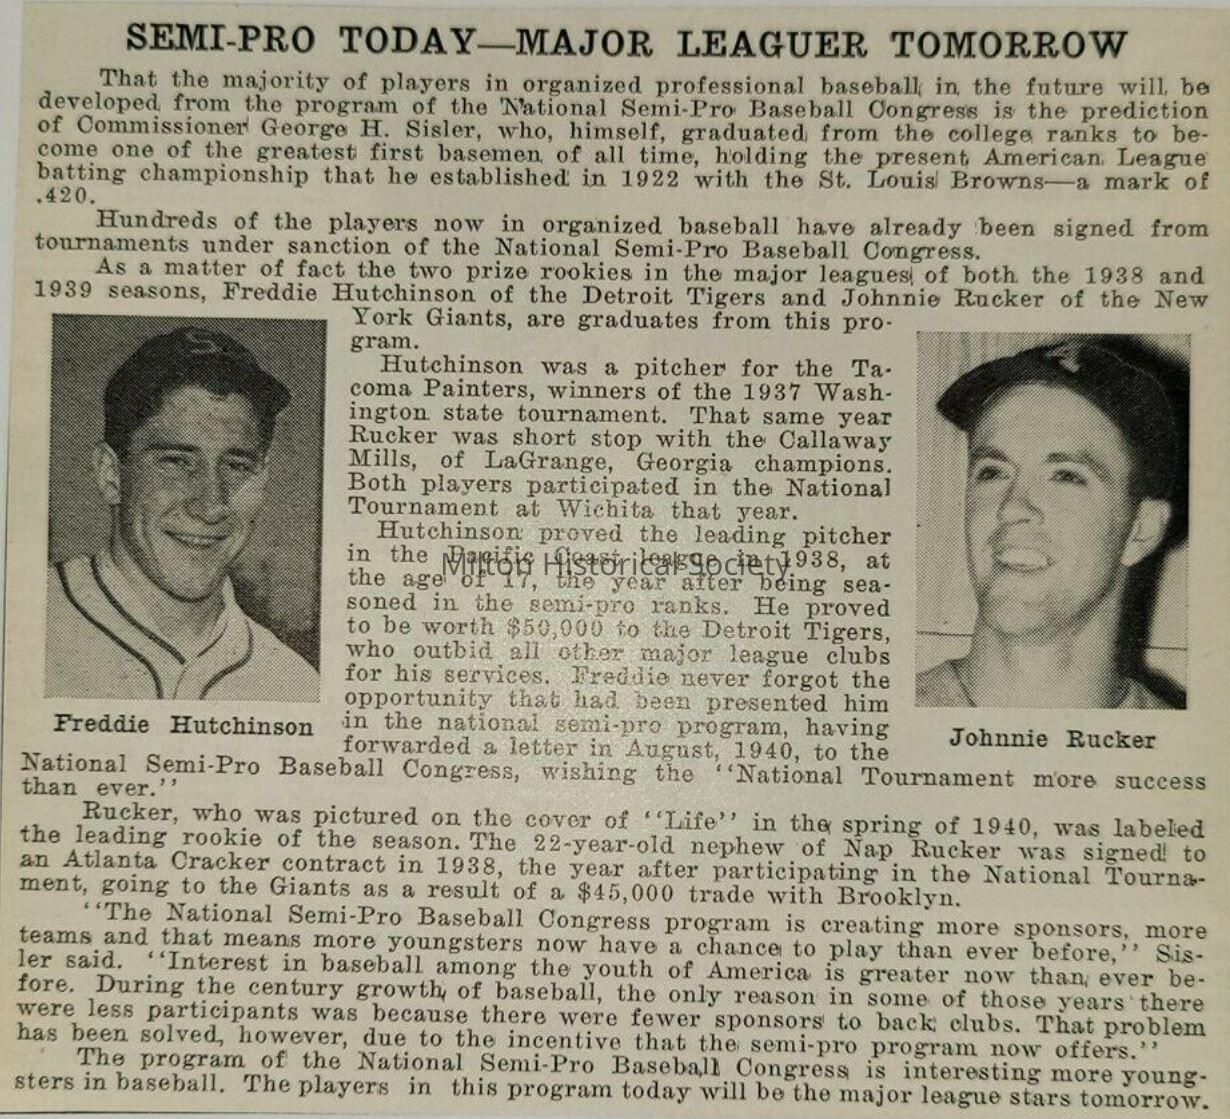 SEMI-PRO TODAY—MAJOR LEAGUER TOMORROW
That the majority of players in organized professional baseball in the future will be
developed from the program of the National Semi-Pro Baseball Congress is the prediction
of Commissioner George H. Sisler, who, himself, graduated from the college ranks to be-
come one of the greatest first basemen of all time, holding the present American League
batting championship that he established in 1922 with the St. Louis Browns—a mark of
.420.
Hundreds of the players now in organized baseball have already been signed from
tournaments under sanction of the National Semi-Pro Baseball Congress.
As a matter of fact the two prize rookies in the major leagues of both the 1938 and
1939 seasons, Freddie Hutchinson of the Detroit Tigers and Johnnie Rucker of the New
York Giants, are graduates from this pro-
gram.
Hutchinson was a pitcher for the Ta-
coma Painters, winners of the 1937 Wash-
ington state tournament. That same year
Rucker was short stop with the Callaway
Mills, of LaGrange, Georgia champions.
Both players participated in the National
Tournament at Wichita that year.
Hutchinson proved the leading pitcher
in the Pacific Coast league in 1938, at
Milton Historical Society
the age of 17, the year after being sea-
soned in the semi-pro ranks. He proved
to be worth $50,000 to the Detroit Tigers,
who outbid all other major league clubs
for his services. Freddie never forgot the
opportunity that had been presented him
in the national semi-pro program, having
forwarded a letter in August, 1940, to the
Freddie Hutchinson
Johnnie Rucker
National Semi-Pro Baseball Congress, wishing the ''National Tournament more success
than ever.''
Rucker, who was pictured on the cover of ''Life'' in the spring of 1940, was labeled
the leading rookie of the season. The 22-year-old nephew of Nap Rucker was signed to
an Atlanta Cracker contract in 1938, the year after participating in the National Tourna-
ment, going to the Giants as a result of a $45,000 trade with Brooklyn.
''The National Semi-Pro Baseball Congress program is creating more sponsors, more
teams and that means more youngsters now have a chance to play than ever before,'' Sis-
ler said. ''Interest in baseball among the youth of America is greater now than ever be-
fore. During the century growth of baseball, the only reason in some of those years there
were less participants was because there were fewer sponsors to back clubs. That problem
has been solved, however, due to the incentive that the semi-pro program now offers.''
The program of the National Semi-Pro Baseball Congress is interesting more young-
sters in baseball. The players in this program today will be the major league stars tomorrow.